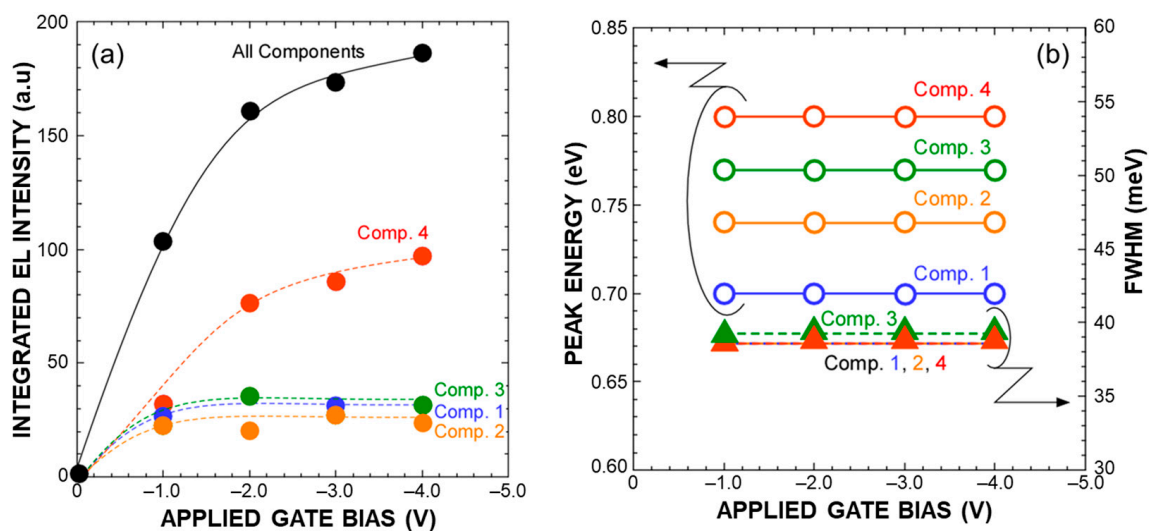 (a)
All Components
Comp. 4
Comp. 3
Comp. 1
Comp. 2
200
150
100
50
0
INTEGRATED EL INTENSITY (a.u)
0 –1.0 –2.0 –3.0 –4.0 –5.0
APPLIED GATE BIAS (V)
(b)
Comp. 4
Comp. 3
Comp. 2
Comp. 1
Comp. 3
Comp. 1, 2, 4
0.85
0.80
0.75
0.70
0.65
0.60
PEAK ENERGY (eV)
60
55
50
45
40
35
30
FWHM (meV)
0 –1.0 –2.0 –3.0 –4.0 –5.0
APPLIED GATE BIAS (V)